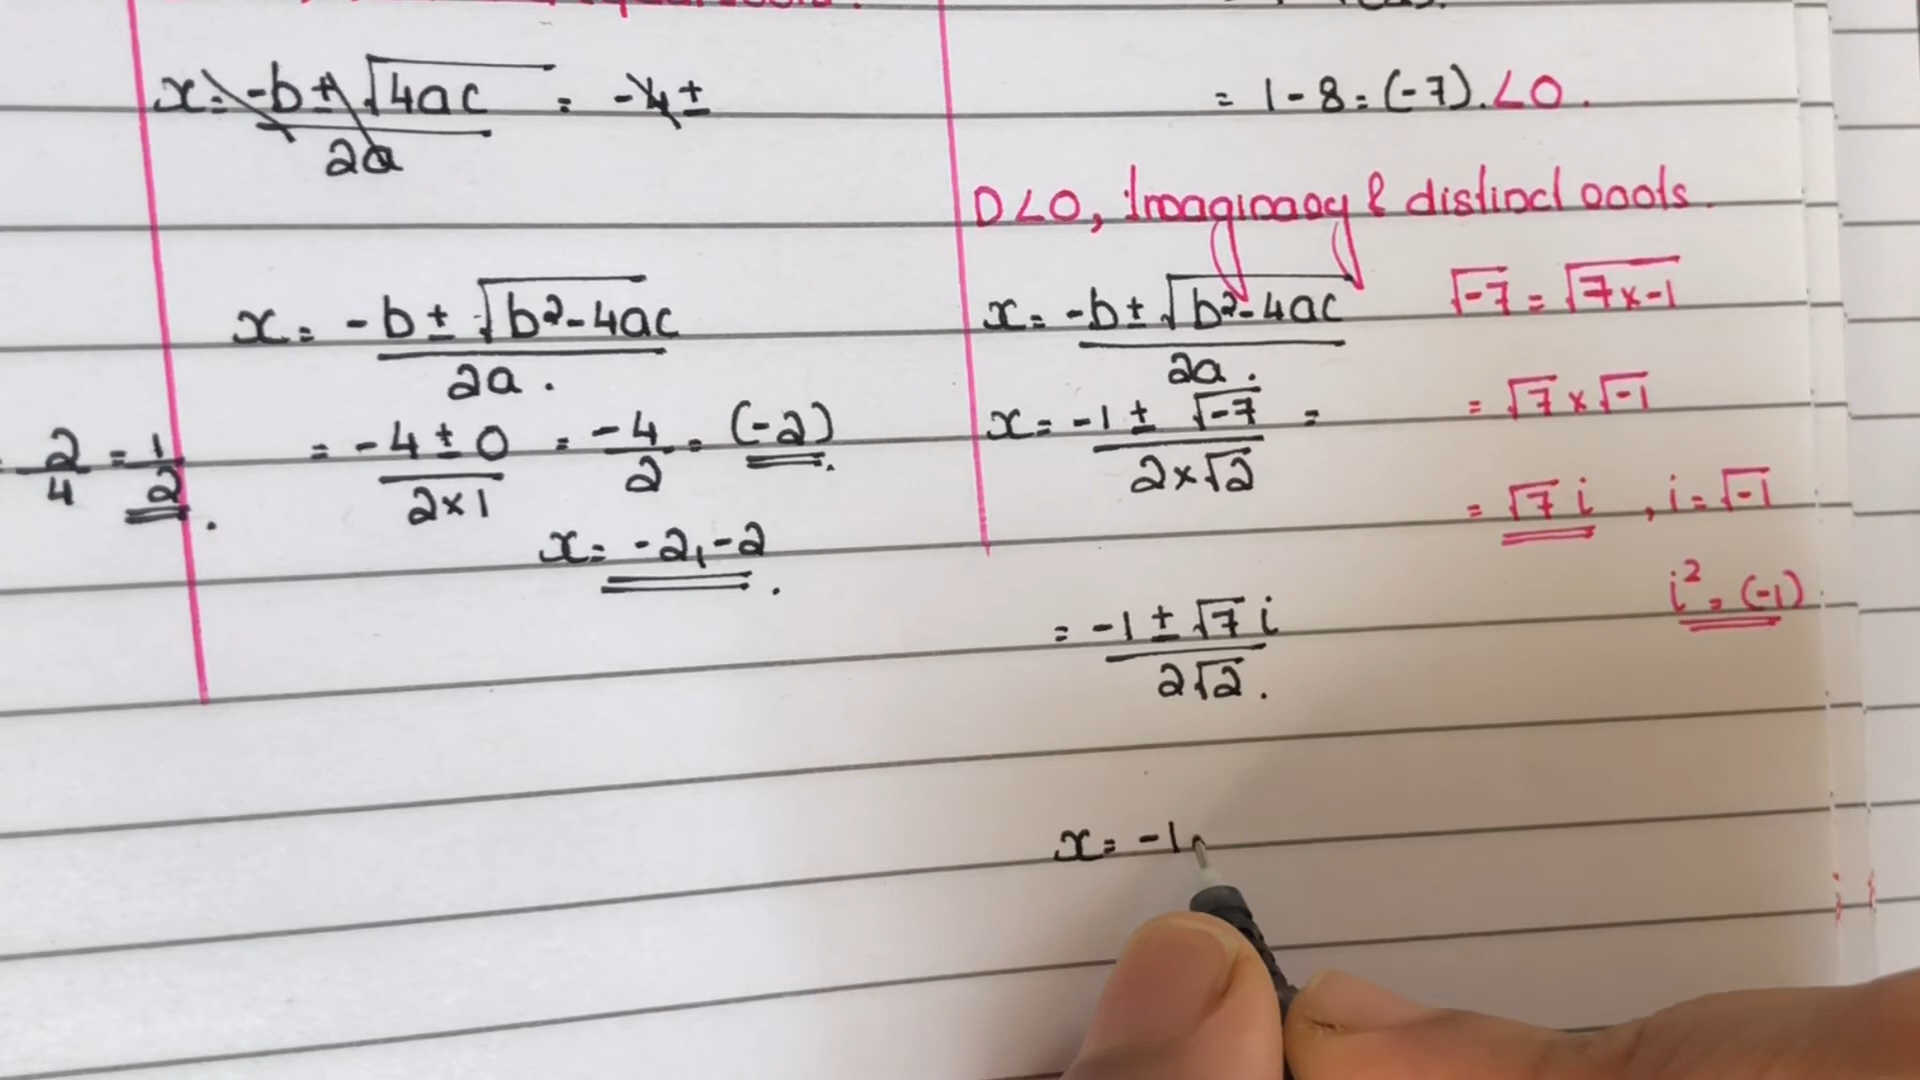 x = -b ± √4ac / 2a = -4 ±
x = -b ± √b²-4ac / 2a .
2/4 = 1/2 .
= -4 ± 0 / 2×1 = -4/2 = (-2) .
x = -2, -2 .
= 1 - 8 = (-7) . <0 .
D<0, Imaginary & distinct roots .
x = -b ± √b²-4ac / 2a .
x = -1 ± √-7 / 2×√2 =
= -1 ± √7 i / 2√2 .
x = -1
√-7 = √7×-1
= √7 × √-1
= √7 i , i = √-1
i² = (-1)